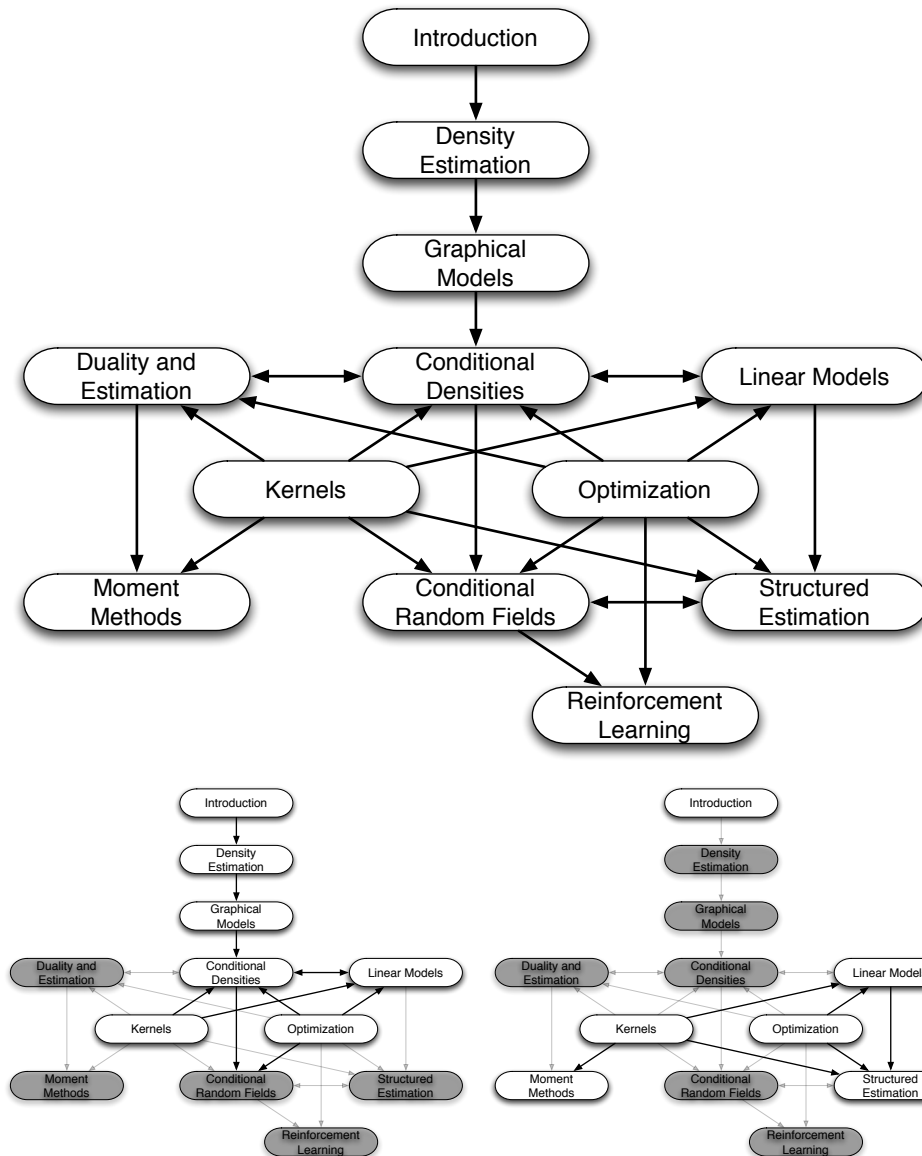 Introduction
Density
Estimation
Graphical
Models
Duality and
Estimation
Conditional
Densities
Linear Models
Kernels
Optimization
Moment
Methods
Conditional
Random Fields
Structured
Estimation
Reinforcement
Learning
Introduction
Density
Estimation
Graphical
Models
Duality and
Estimation
Conditional
Densities
Linear Models
Kernels
Optimization
Moment
Methods
Conditional
Random Fields
Structured
Estimation
Reinforcement
Learning
Introduction
Density
Estimation
Graphical
Models
Duality and
Estimation
Conditional
Densities
Linear Models
Kernels
Optimization
Moment
Methods
Conditional
Random Fields
Structured
Estimation
Reinforcement
Learning